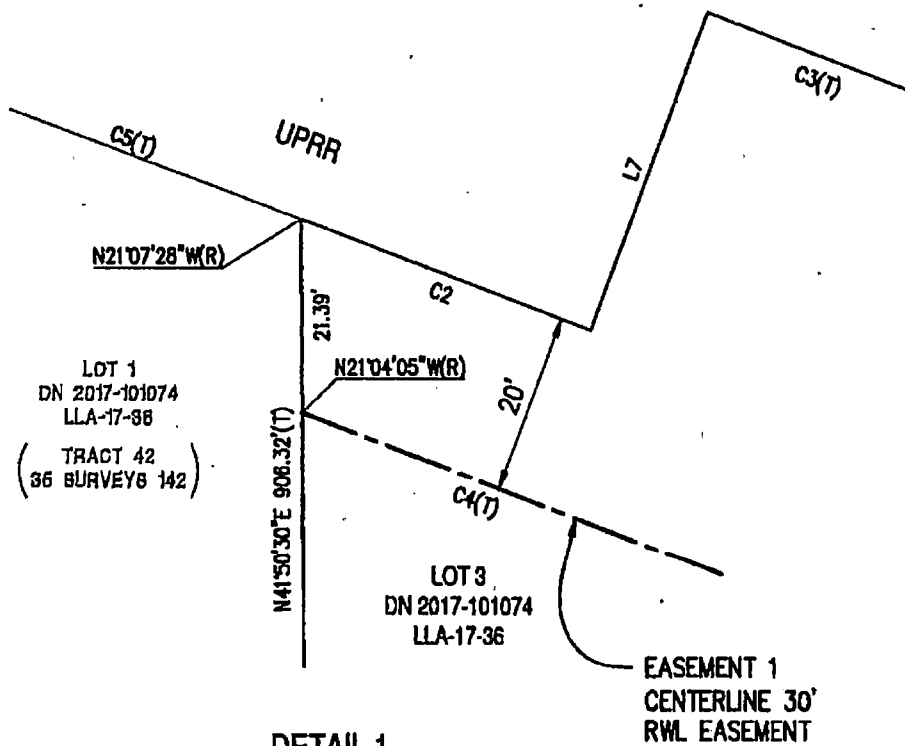 C3(T)
C5(T)
UPRR
L7
N21°07'28"W(R)
C2
21.39'
N21°04'05"W(R)
20'
LOT 1
DN 2017-101074
LLA-17-36
TRACT 42
36 SURVEYS 142
N41°50'30"E 906.32'(T)
C4(T)
LOT 3
DN 2017-101074
LLA-17-36
EASEMENT 1
CENTERLINE 30'
RWL EASEMENT
DETAIL 1